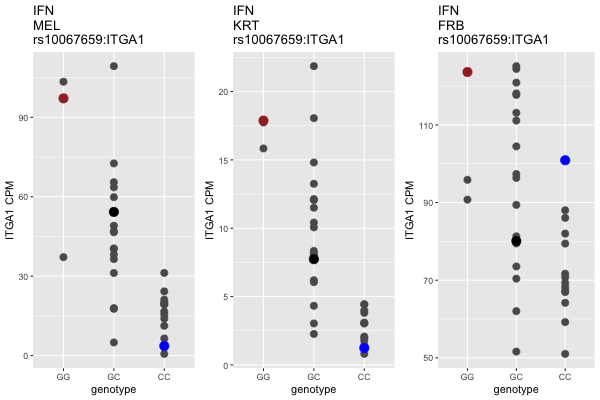 IFN
MEL
rs10067659:ITGA1
ITGA1 CPM
90
60
30
0
GG GC CC
genotype
IFN
KRT
rs10067659:ITGA1
ITGA1 CPM
20
15
10
5
0
GG GC CC
genotype
IFN
FRB
rs10067659:ITGA1
ITGA1 CPM
110
90
70
50
GG GC CC
genotype